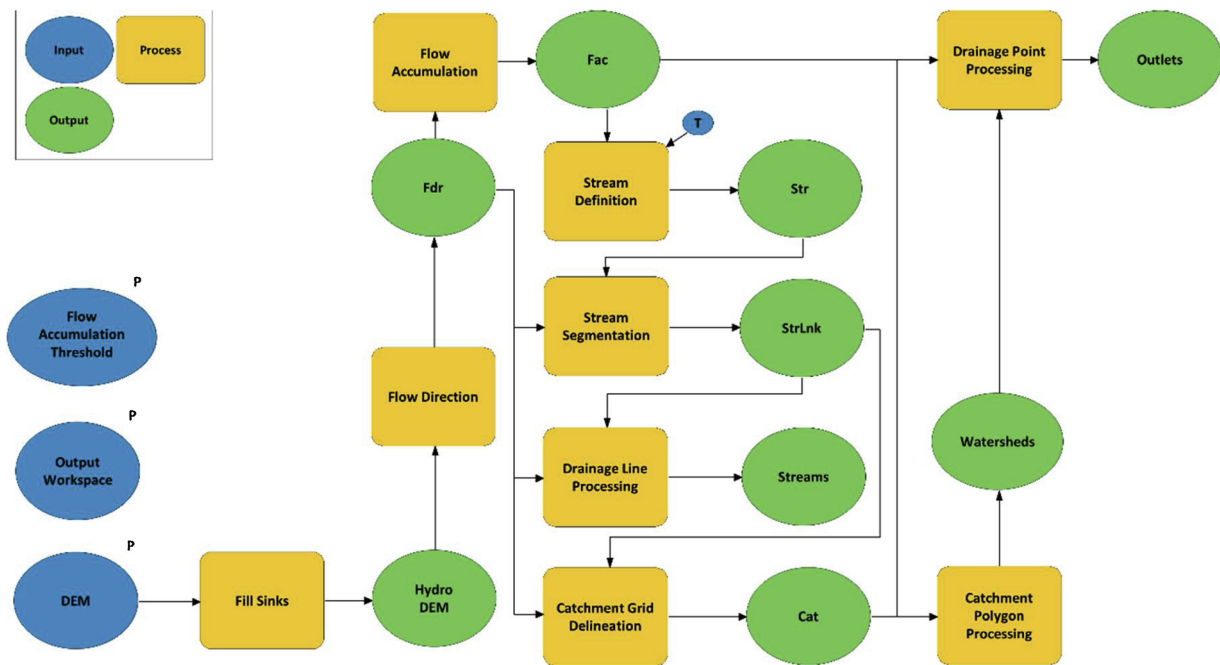 Input
Process
Output
Flow
Accumulation
Fac
Drainage Point
Processing
Outlets
T
Fdr
Stream
Definition
Str
P
Flow
Accumulation
Threshold
Stream
Segmentation
StrLnk
Flow Direction
P
Output
Workspace
Drainage Line
Processing
Streams
Watersheds
P
DEM
Fill Sinks
Hydro
DEM
Catchment Grid
Delineation
Cat
Catchment
Polygon
Processing